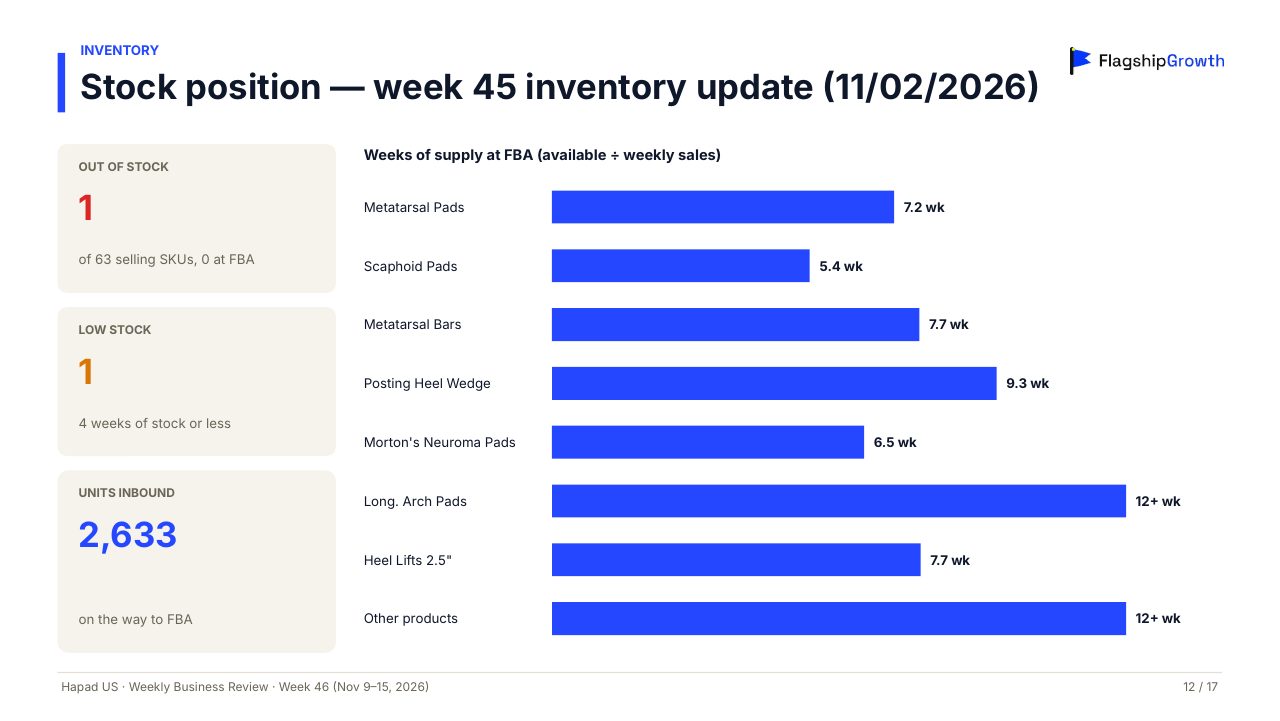 INVENTORY
Stock position — week 45 inventory update (11/02/2026)
FlagshipGrowth
OUT OF STOCK
1
of 63 selling SKUs, 0 at FBA
LOW STOCK
1
4 weeks of stock or less
UNITS INBOUND
2,633
on the way to FBA
Weeks of supply at FBA (available ÷ weekly sales)
Metatarsal Pads 7.2 wk
Scaphoid Pads 5.4 wk
Metatarsal Bars 7.7 wk
Posting Heel Wedge 9.3 wk
Morton's Neuroma Pads 6.5 wk
Long. Arch Pads 12+ wk
Heel Lifts 2.5" 7.7 wk
Other products 12+ wk
Hapad US · Weekly Business Review · Week 46 (Nov 9–15, 2026)
12 / 17